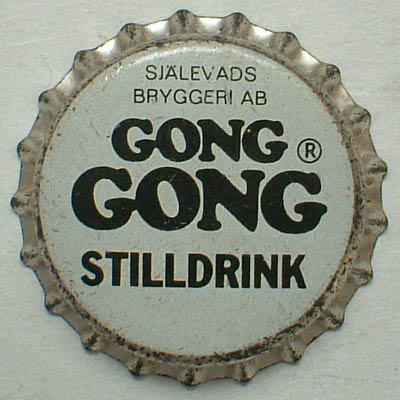 SJÄLEVADS
BRYGGERI AB
GONG ®
GONG
STILLDRINK